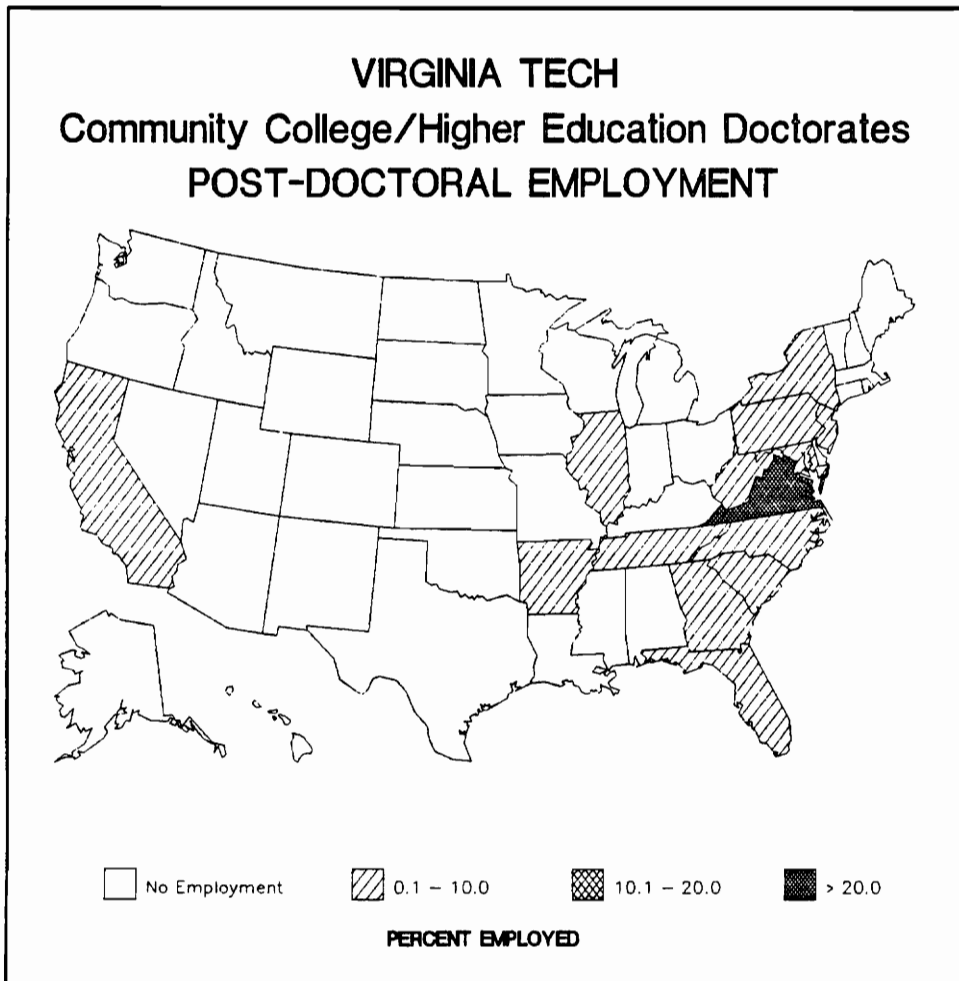 VIRGINIA TECH
Community College/Higher Education Doctorates
POST-DOCTORAL EMPLOYMENT
No Employment
0.1 – 10.0
10.1 – 20.0
> 20.0
PERCENT EMPLOYED